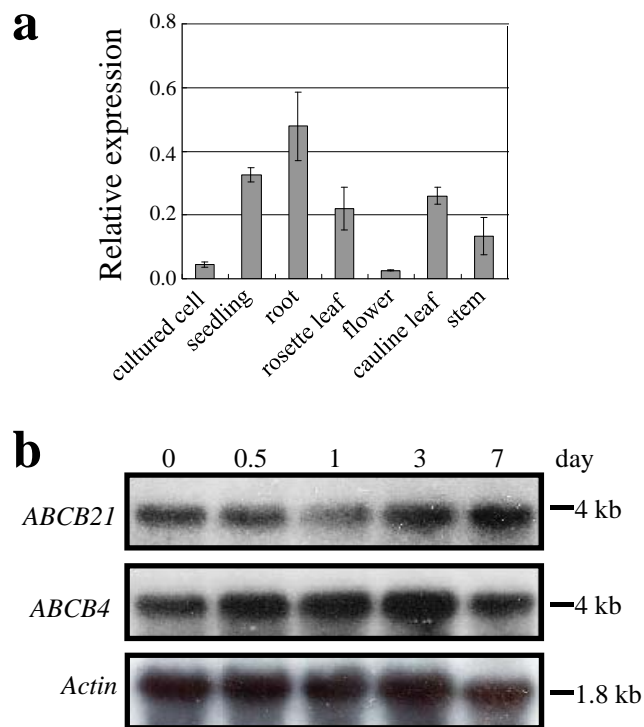 a
Relative expression
0.8
0.6
0.4
0.2
0.0
cultured cell
seedling
root
rosette leaf
flower
cauline leaf
stem
b
0 0.5 1 3 7 day
ABCB21 4 kb
ABCB4 4 kb
Actin 1.8 kb